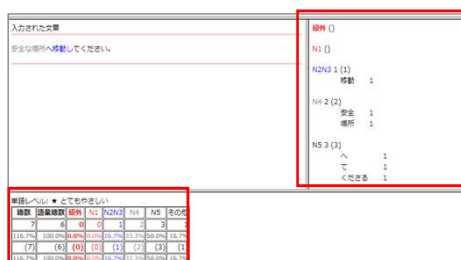 入力された文章
安全な場所へ移動してください。
級外 ()
N1 ()
N2N3 1 (1)
移動 1
N4 2 (2)
安全 1
場所 1
N5 3 (3)
へ 1
て 1
くださる 1
単語レベル: ★ とてもやさしい
総数 語彙総数 級外 N1 N2N3 N4 N5 その他
7 6 0 0 1 2 3 1
116.7% 100.0% 0.0% 0.0% 16.7% 33.3% 50.0% 16.7%
(7) (6) (0) (0) (1) (2) (3) (1)
116.7% 100.0% 0.0% 0.0% 16.7% 33.3% 50.0% 16.7%